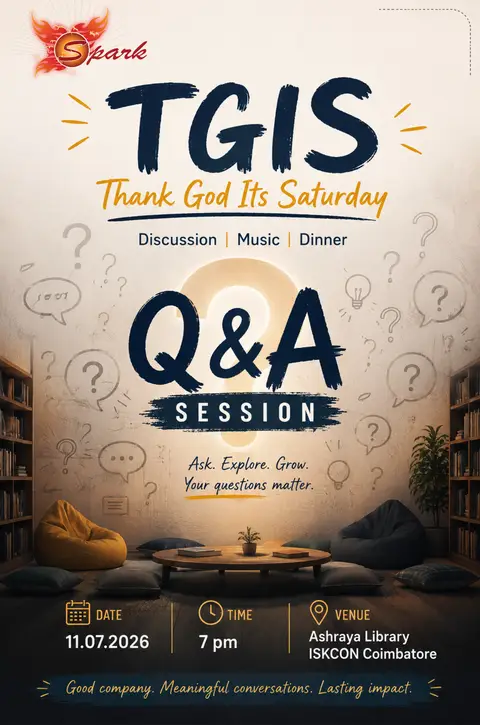 Spark
TGIS
Thank God Its Saturday
Discussion | Music | Dinner
Q&A
SESSION
Ask. Explore. Grow.
Your questions matter.
DATE
11.07.2026
TIME
7 pm
VENUE
Ashraya Library
ISKCON Coimbatore
Good company. Meaningful conversations. Lasting impact.